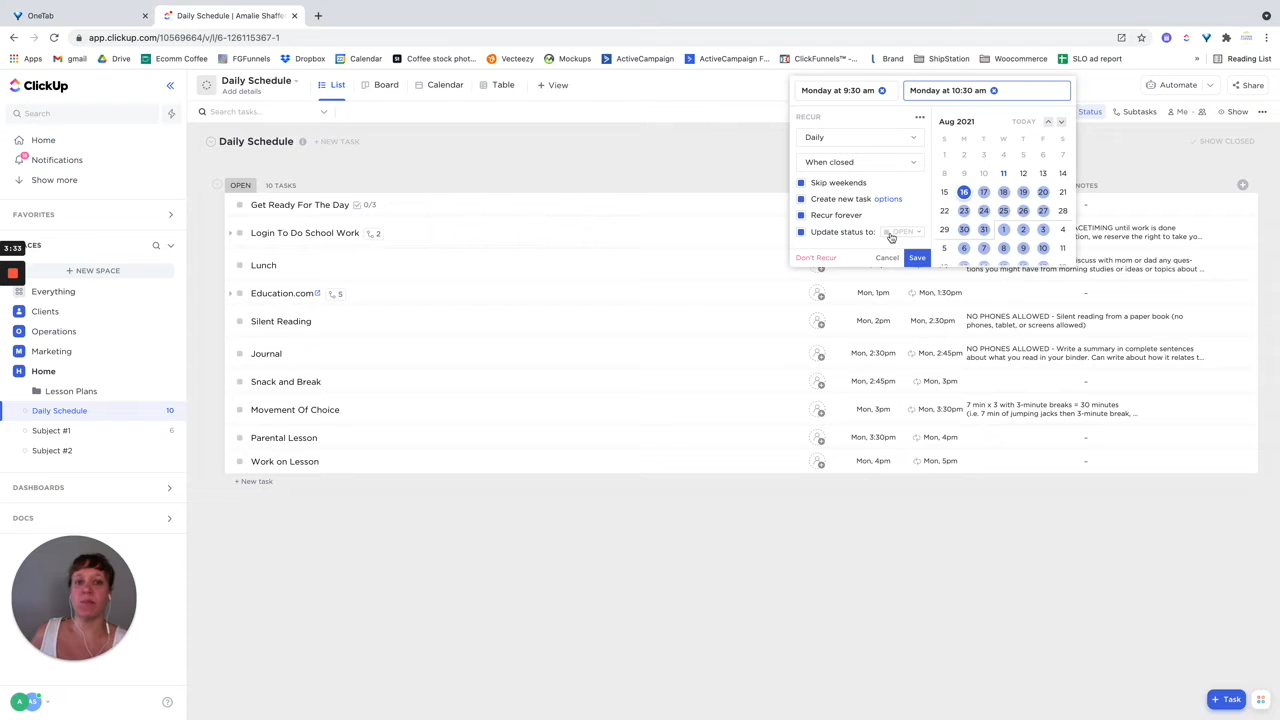 OneTab
Daily Schedule | Amalie Shaffe
app.clickup.com/10569664/v/l/6-126115367-1
Apps
gmail
Drive
Ecomm Coffee
FGFunnels
Dropbox
Calendar
Coffee stock phot...
Vecteezy
Mockups
ActiveCampaign
ActiveCampaign F...
ClickFunnels™ -...
Brand
ShipStation
Woocommerce
SLO ad report
»
Reading List
ClickUp
Daily Schedule
Add details
List
Board
Calendar
Table
+ View
Monday at 9:30 am
Monday at 10:30 am
Automate
Share
Search
Search tasks...
Status
Subtasks
Me
Show
RECUR
Daily
When closed
Skip weekends
Create new task options
Recur forever
Update status to: OPEN
Don't Recur
Cancel
Save
Aug 2021
TODAY
S M T W T F S
1 2 3 4 5 6 7
8 9 10 11 12 13 14
15 16 17 18 19 20 21
22 23 24 25 26 27 28
29 30 31 1 2 3 4
5 6 7 8 9 10 11
Home
Notifications
Show more
FAVORITES
3:33
ACES
+ NEW SPACE
Everything
Clients
Operations
Marketing
Home
Lesson Plans
Daily Schedule 10
Subject #1 6
Subject #2
DASHBOARDS
DOCS
A AS
Daily Schedule
+ NEW TASK
SHOW CLOSED
OPEN
10 TASKS
NOTES
Get Ready For The Day 0/3
–
Login To Do School Work 2
ACETIMING until work is done
on, we reserve the right to take yo...
Lunch
scuss with mom or dad any ques-
tions you might have from morning studies or ideas or topics about ...
Education.com 5
Mon, 1pm
Mon, 1:30pm
–
Silent Reading
Mon, 2pm
Mon, 2:30pm
NO PHONES ALLOWED - Silent reading from a paper book (no
phones, tablet, or screens allowed)
Journal
Mon, 2:30pm
Mon, 2:45pm
NO PHONES ALLOWED - Write a summary in complete sentences
about what you read in your binder. Can write about how it relates t...
Snack and Break
Mon, 2:45pm
Mon, 3pm
–
Movement Of Choice
Mon, 3pm
Mon, 3:30pm
7 min x 3 with 3-minute breaks = 30 minutes
(i.e. 7 min of jumping jacks then 3-minute break, ...
Parental Lesson
Mon, 3:30pm
Mon, 4pm
–
Work on Lesson
Mon, 4pm
Mon, 5pm
–
+ New task
+ Task